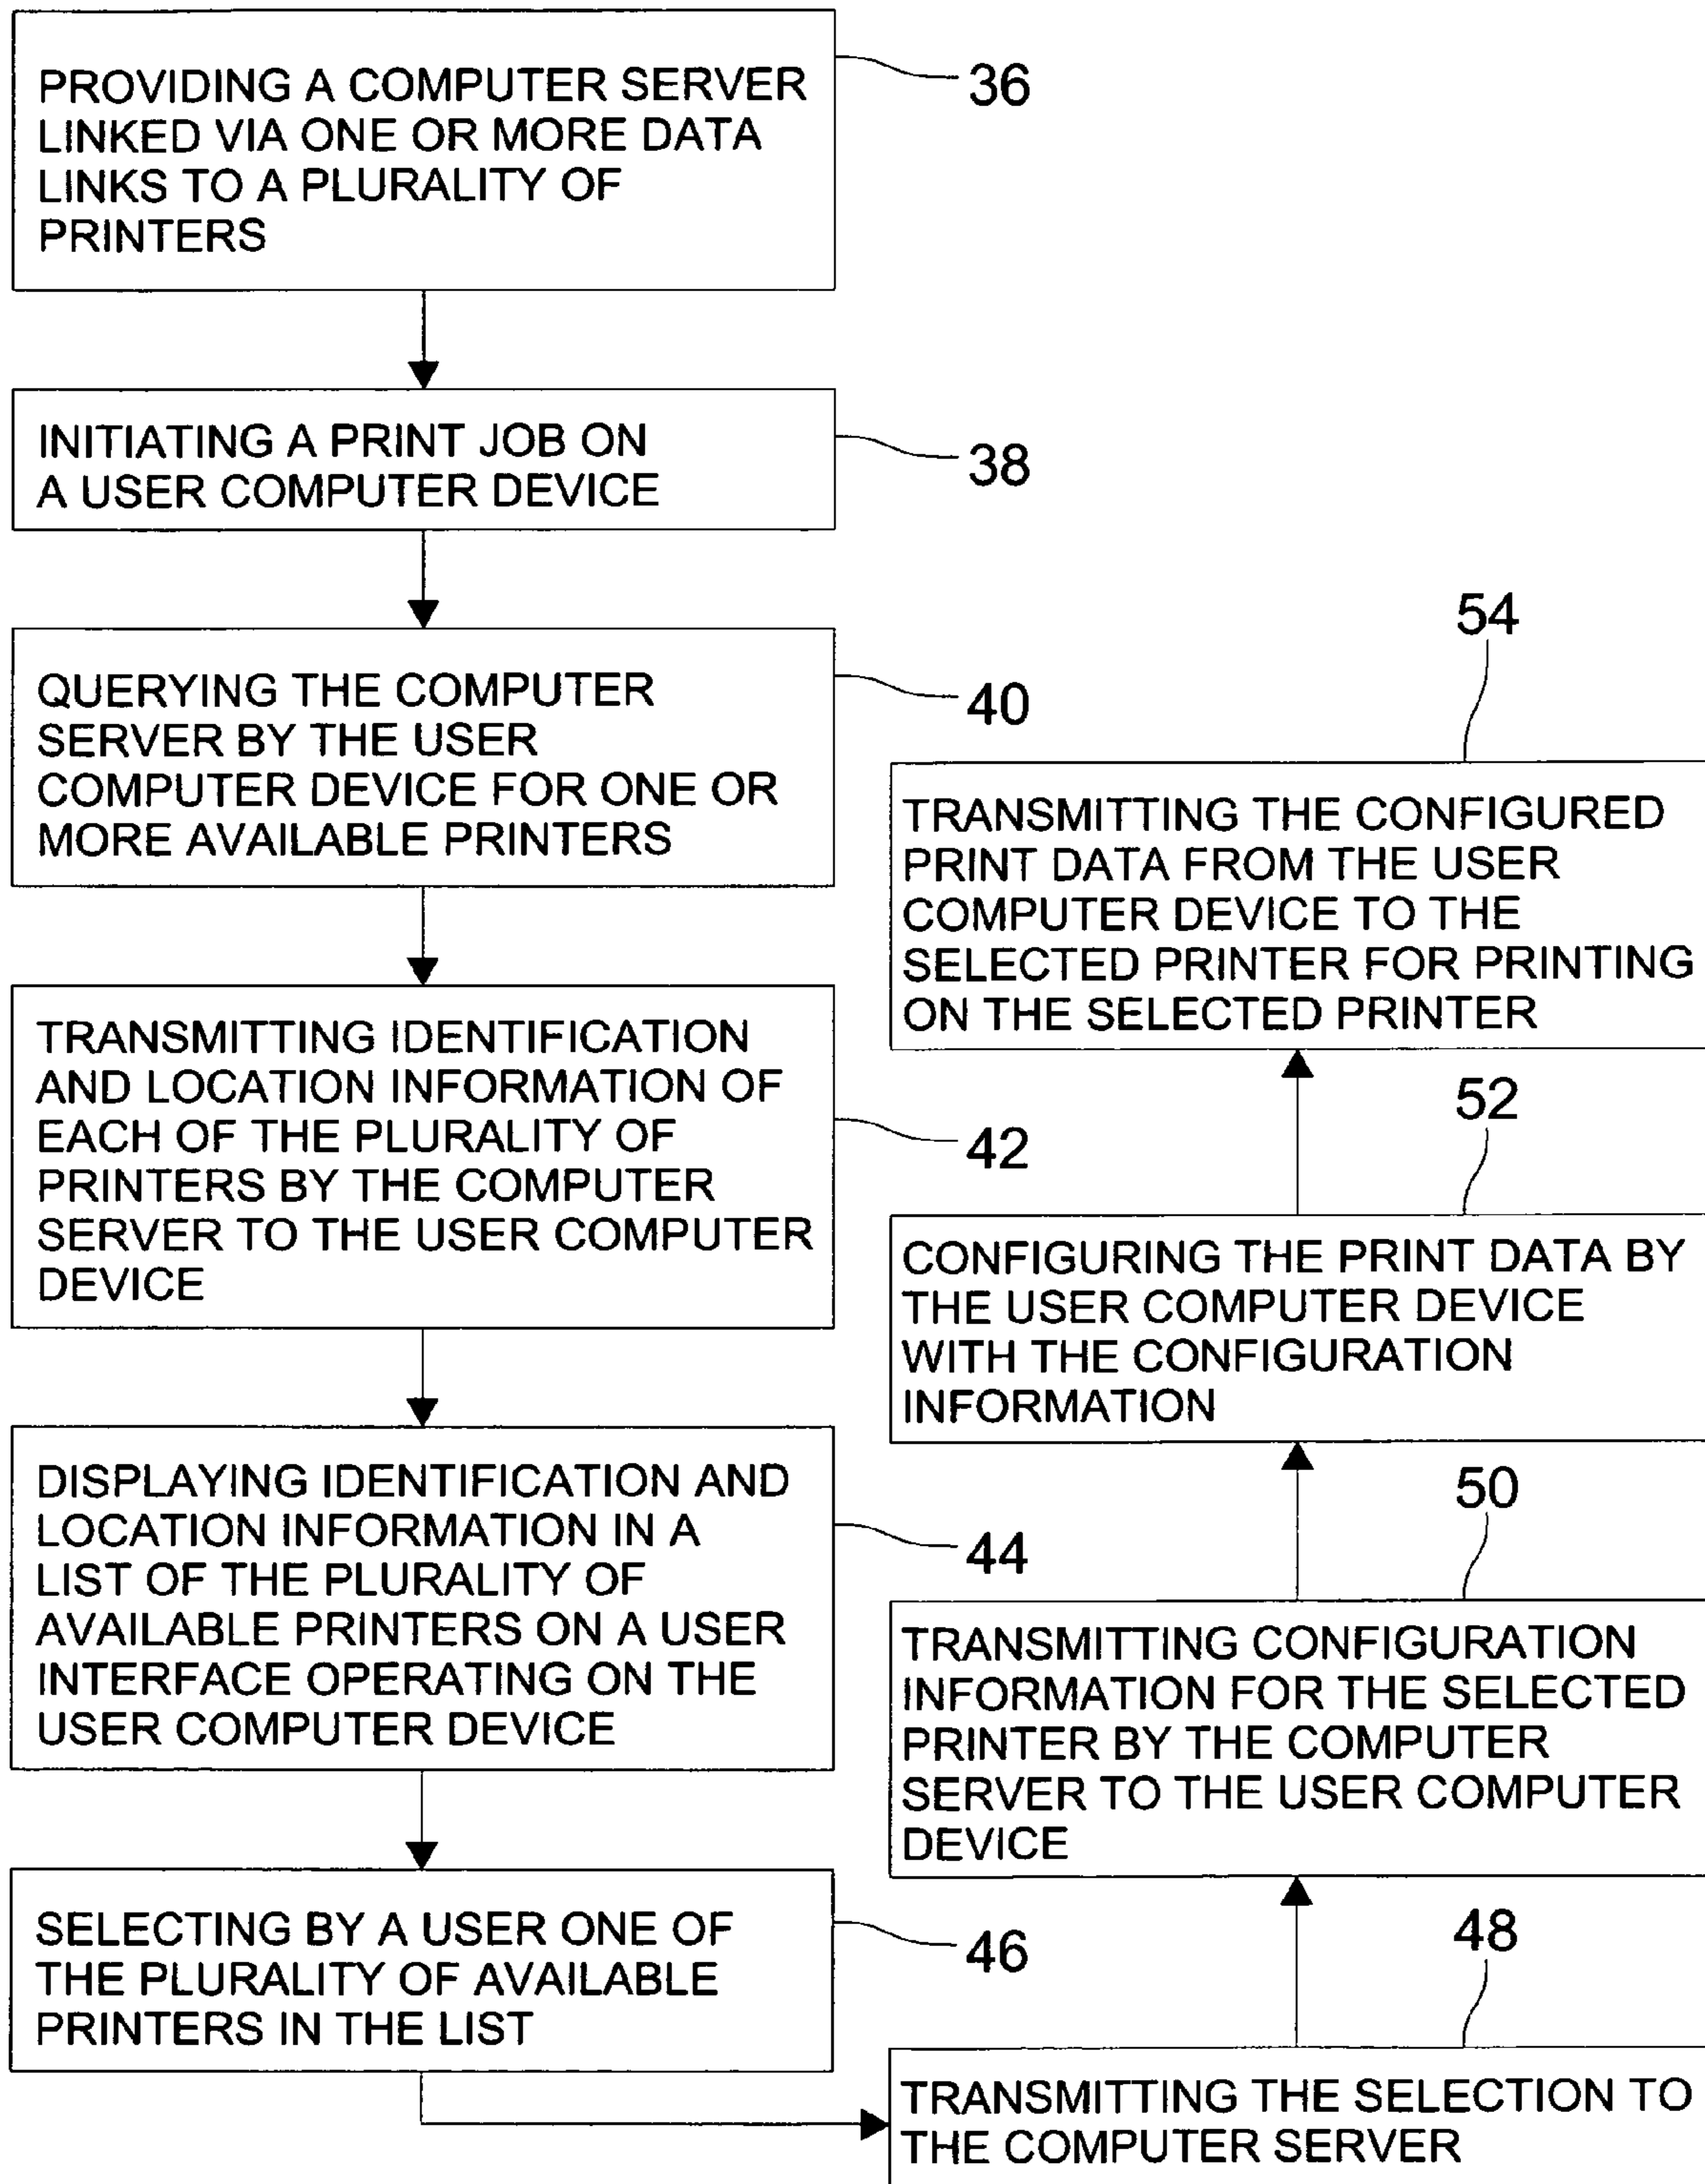 PROVIDING A COMPUTER SERVER
LINKED VIA ONE OR MORE DATA
LINKS TO A PLURALITY OF
PRINTERS
36
INITIATING A PRINT JOB ON
A USER COMPUTER DEVICE
38
QUERYING THE COMPUTER
SERVER BY THE USER
COMPUTER DEVICE FOR ONE OR
MORE AVAILABLE PRINTERS
40
TRANSMITTING IDENTIFICATION
AND LOCATION INFORMATION OF
EACH OF THE PLURALITY OF
PRINTERS BY THE COMPUTER
SERVER TO THE USER COMPUTER
DEVICE
42
DISPLAYING IDENTIFICATION AND
LOCATION INFORMATION IN A
LIST OF THE PLURALITY OF
AVAILABLE PRINTERS ON A USER
INTERFACE OPERATING ON THE
USER COMPUTER DEVICE
44
SELECTING BY A USER ONE OF
THE PLURALITY OF AVAILABLE
PRINTERS IN THE LIST
46
48
TRANSMITTING THE SELECTION TO
THE COMPUTER SERVER
50
TRANSMITTING CONFIGURATION
INFORMATION FOR THE SELECTED
PRINTER BY THE COMPUTER
SERVER TO THE USER COMPUTER
DEVICE
52
CONFIGURING THE PRINT DATA BY
THE USER COMPUTER DEVICE
WITH THE CONFIGURATION
INFORMATION
54
TRANSMITTING THE CONFIGURED
PRINT DATA FROM THE USER
COMPUTER DEVICE TO THE
SELECTED PRINTER FOR PRINTING
ON THE SELECTED PRINTER